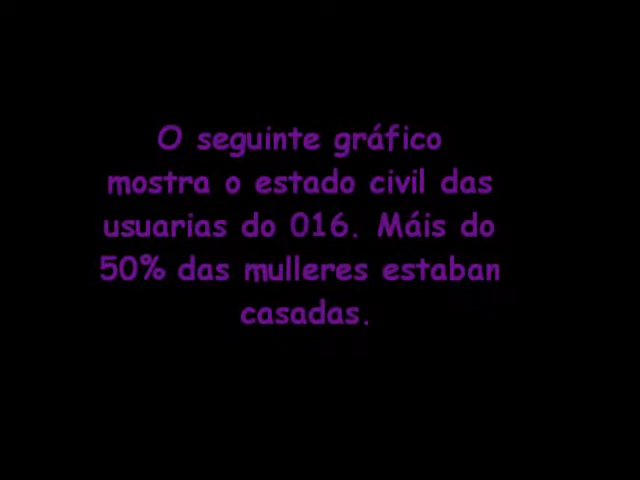 O seguinte gráfico
mostra o estado civil das
usuarias do 016. Máis do
50% das mulleres estaban
casadas.